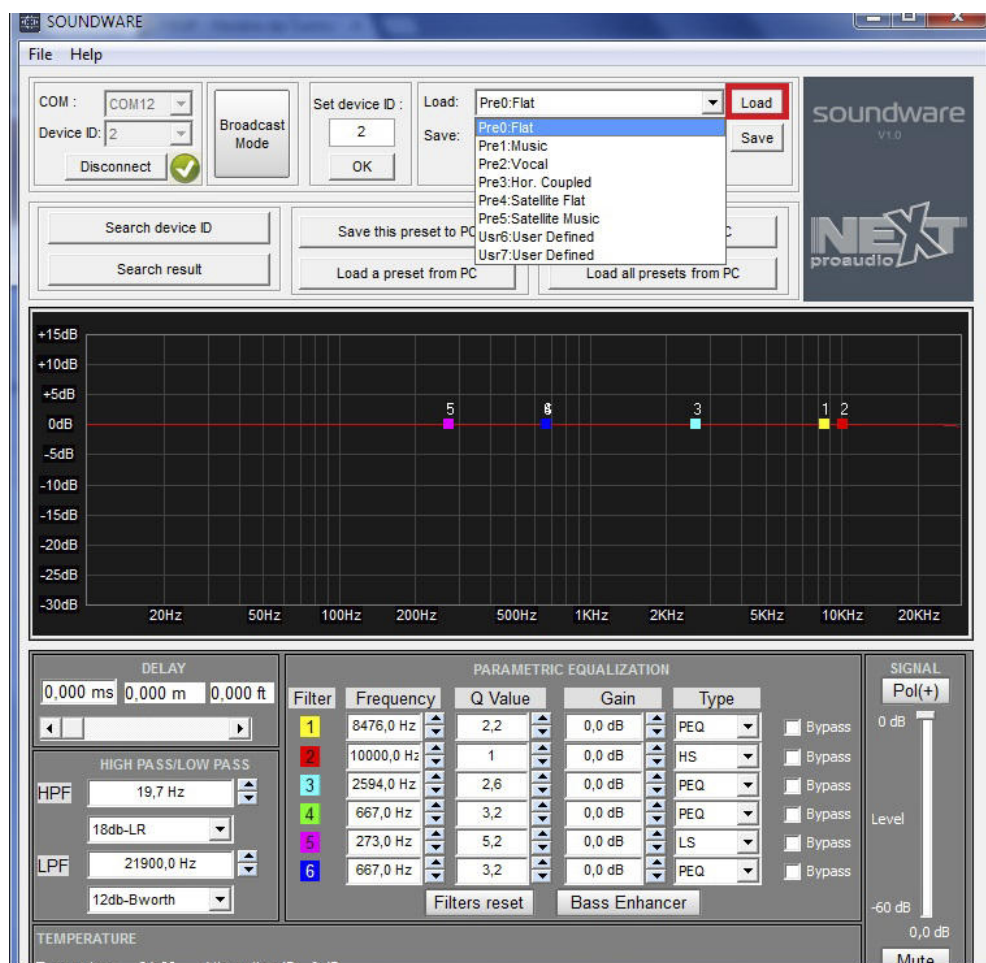 SOUNDWARE
File Help
COM : COM12
Device ID: 2
Disconnect
Broadcast
Mode
Set device ID :
2
OK
Load: Pre0:Flat Load
Save: Save
Pre0:Flat
Pre1:Music
Pre2:Vocal
Pre3:Hor. Coupled
Pre4:Satellite Flat
Pre5:Satellite Music
Usr6:User Defined
Usr7:User Defined
soundware
V1.0
NEXT
proaudio
Search device ID
Search result
Save this preset to PC
Load a preset from PC
Load all presets from PC
+15dB
+10dB
+5dB
0dB
-5dB
-10dB
-15dB
-20dB
-25dB
-30dB
5 3 1 2
20Hz 50Hz 100Hz 200Hz 500Hz 1KHz 2KHz 5KHz 10KHz 20KHz
DELAY
0,000 ms 0,000 m 0,000 ft
HIGH PASS/LOW PASS
HPF 19,7 Hz
18db-LR
LPF 21900,0 Hz
12db-Bworth
PARAMETRIC EQUALIZATION
Filter Frequency Q Value Gain Type
1 8476,0 Hz 2,2 0,0 dB PEQ Bypass
2 10000,0 Hz 1 0,0 dB HS Bypass
3 2594,0 Hz 2,6 0,0 dB PEQ Bypass
4 667,0 Hz 3,2 0,0 dB PEQ Bypass
5 273,0 Hz 5,2 0,0 dB LS Bypass
6 667,0 Hz 3,2 0,0 dB PEQ Bypass
Filters reset Bass Enhancer
SIGNAL
Pol(+)
0 dB
Level
-60 dB
0,0 dB
Mute
TEMPERATURE